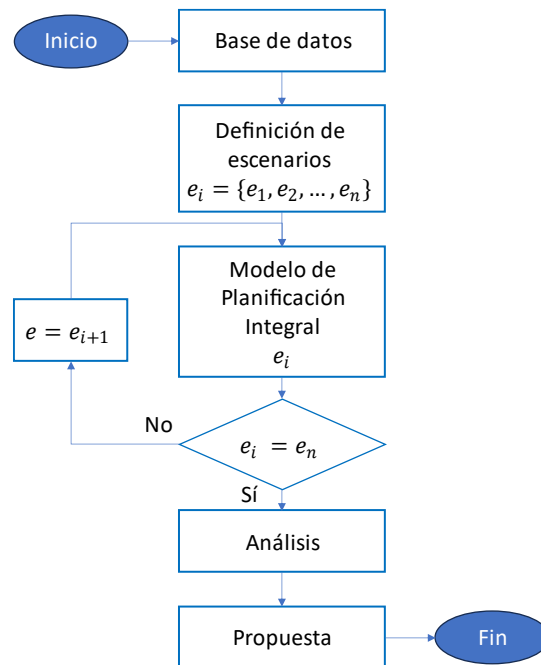 Inicio
Base de datos
Definición de
escenarios
e_i = {e_1, e_2, … , e_n}
Modelo de
Planificación
Integral
e_i
e = e_{i+1}
No
e_i = e_n
Sí
Análisis
Propuesta
Fin